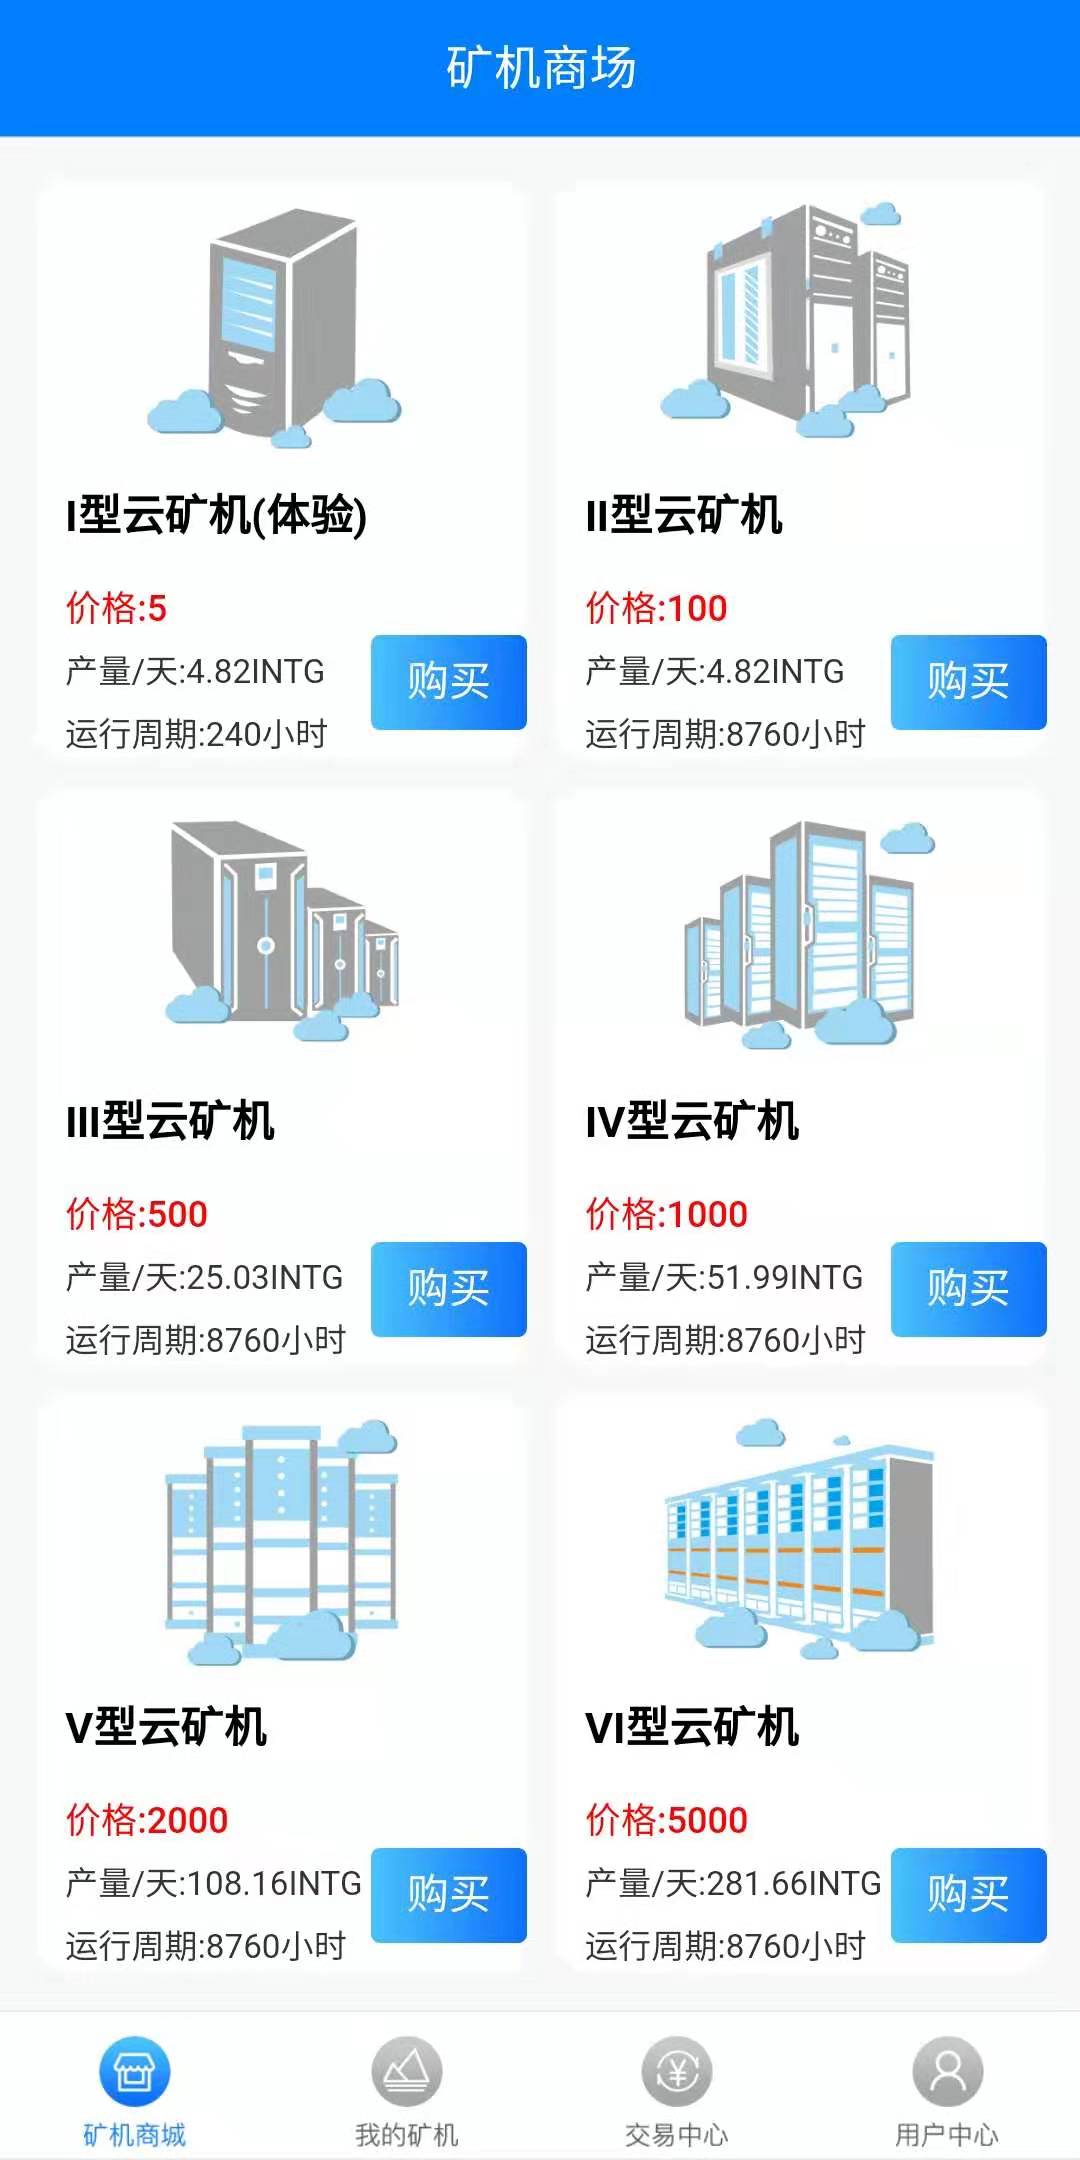 矿机商场
I型云矿机(体验)
价格:5
产量/天:4.82INTG
运行周期:240小时
购买
II型云矿机
价格:100
产量/天:4.82INTG
运行周期:8760小时
购买
III型云矿机
价格:500
产量/天:25.03INTG
运行周期:8760小时
购买
IV型云矿机
价格:1000
产量/天:51.99INTG
运行周期:8760小时
购买
V型云矿机
价格:2000
产量/天:108.16INTG
运行周期:8760小时
购买
VI型云矿机
价格:5000
产量/天:281.66INTG
运行周期:8760小时
购买
矿机商城
我的矿机
交易中心
用户中心